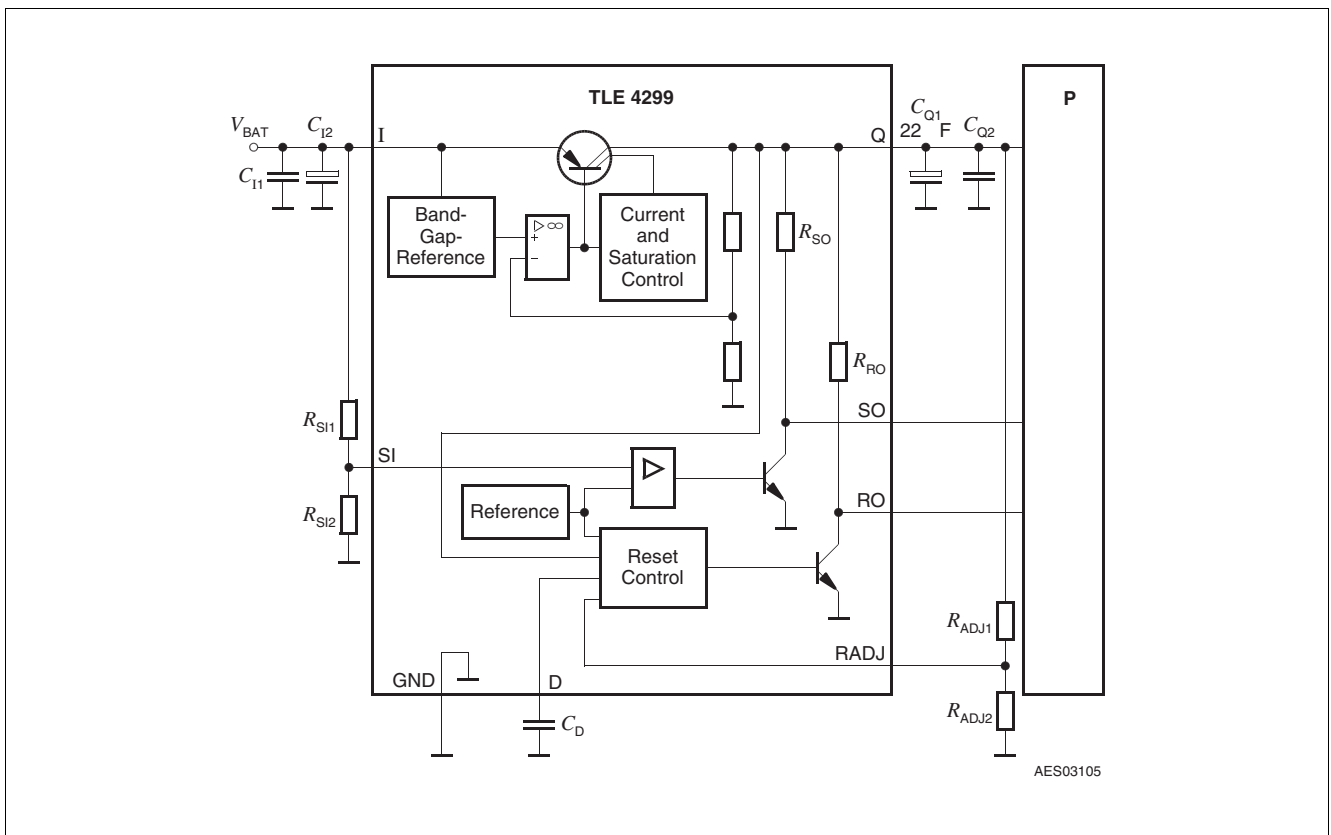 TLE 4299
P
V_BAT
C_I2
I
Q
C_Q1
22 F
C_Q2
C_I1
Band-
Gap-
Reference
▷ ∞
+
−
Current
and
Saturation
Control
R_SO
R_RO
R_SI1
SO
SI
▷
R_SI2
Reference
RO
Reset
Control
R_ADJ1
RADJ
GND
D
C_D
R_ADJ2
AES03105